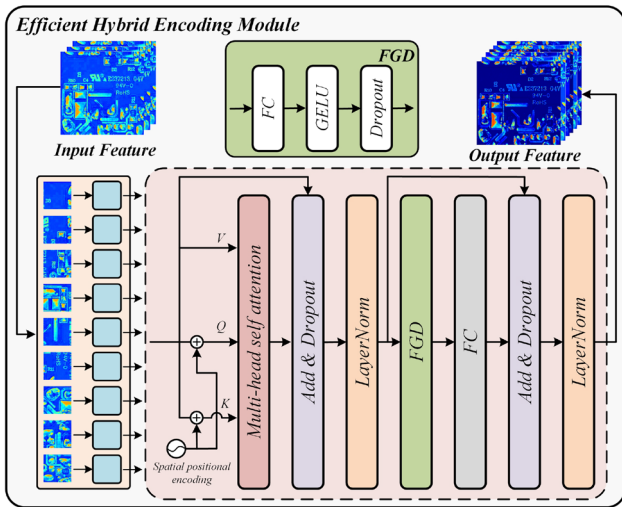 Efficient Hybrid Encoding Module
FGD
FC
GELU
Dropout
Input Feature
Output Feature
V
Q
K
Spatial positional
encoding
Multi-head self attention
Add & Dropout
LayerNorm
FGD
FC
Add & Dropout
LayerNorm